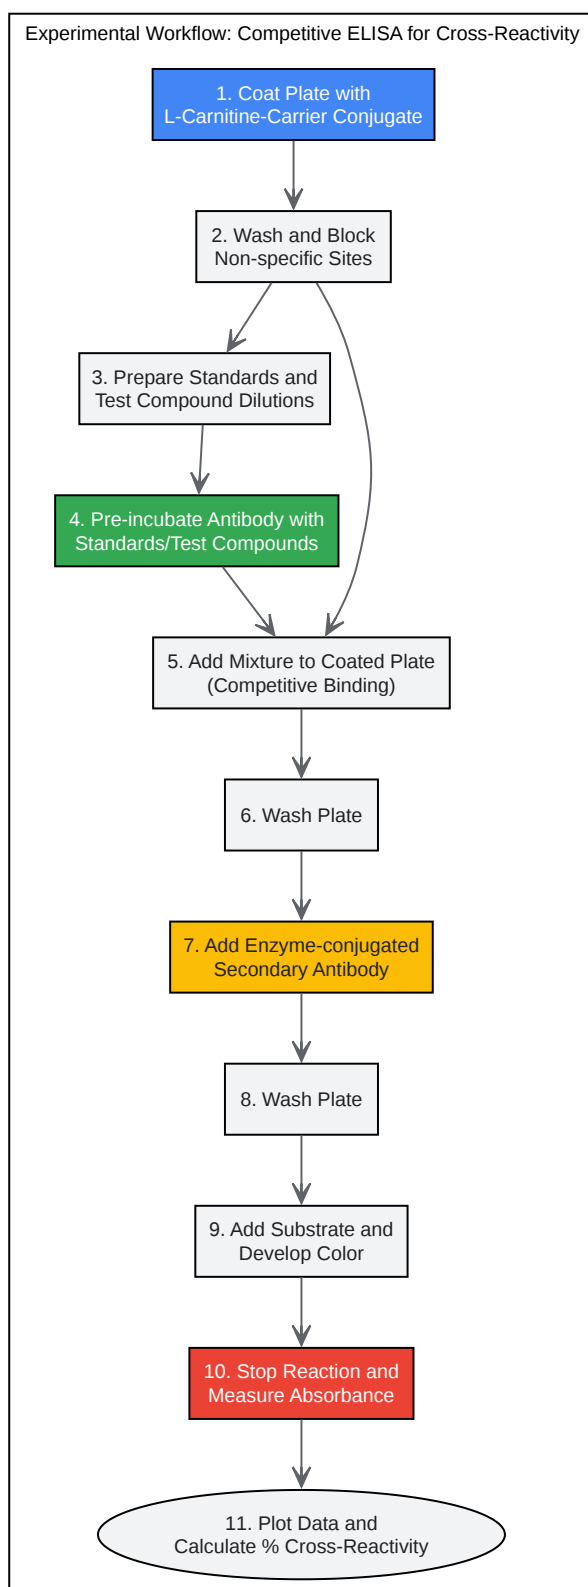 Experimental Workflow: Competitive ELISA for Cross-Reactivity
1. Coat Plate with
L-Carnitine-Carrier Conjugate
2. Wash and Block
Non-specific Sites
3. Prepare Standards and
Test Compound Dilutions
4. Pre-incubate Antibody with
Standards/Test Compounds
5. Add Mixture to Coated Plate
(Competitive Binding)
6. Wash Plate
7. Add Enzyme-conjugated
Secondary Antibody
8. Wash Plate
9. Add Substrate and
Develop Color
10. Stop Reaction and
Measure Absorbance
11. Plot Data and
Calculate % Cross-Reactivity